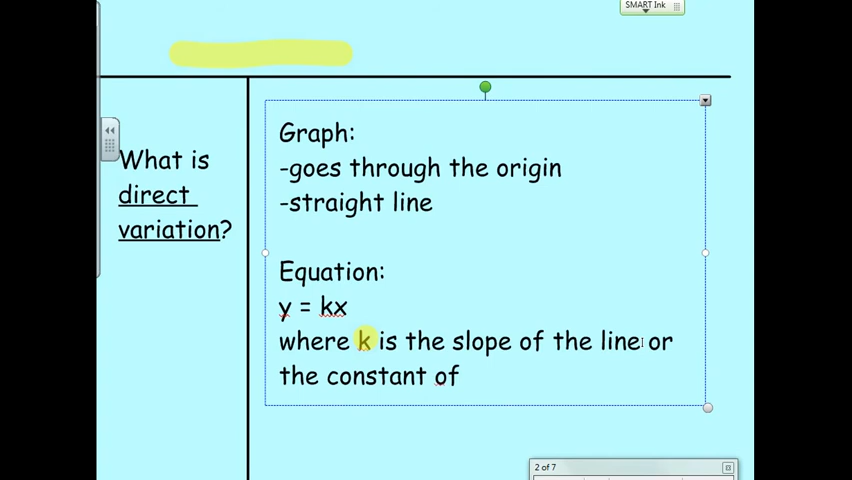 SMART Ink
What is
direct
variation?
Graph:
-goes through the origin
-straight line
Equation:
y = kx
where k is the slope of the line or
the constant of
2 of 7